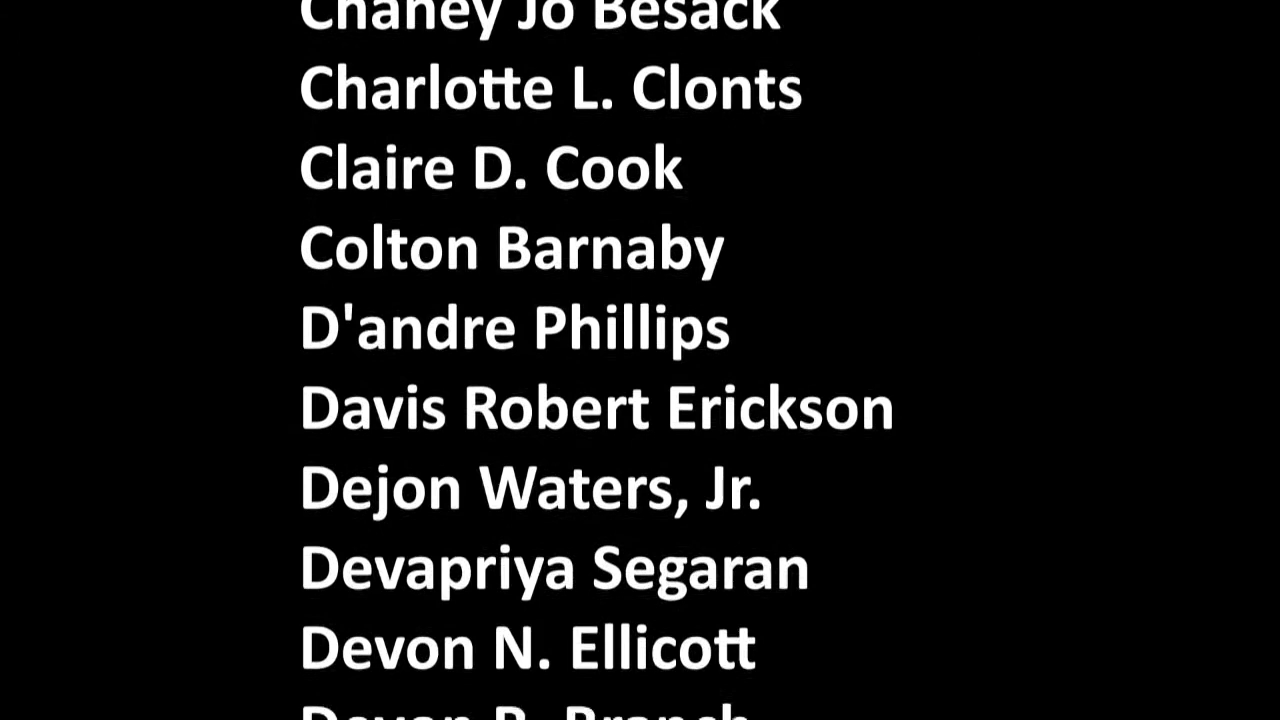 Chaney Jo Besack
Charlotte L. Clonts
Claire D. Cook
Colton Barnaby
D'andre Phillips
Davis Robert Erickson
Dejon Waters, Jr.
Devapriya Segaran
Devon N. Ellicott
Devon